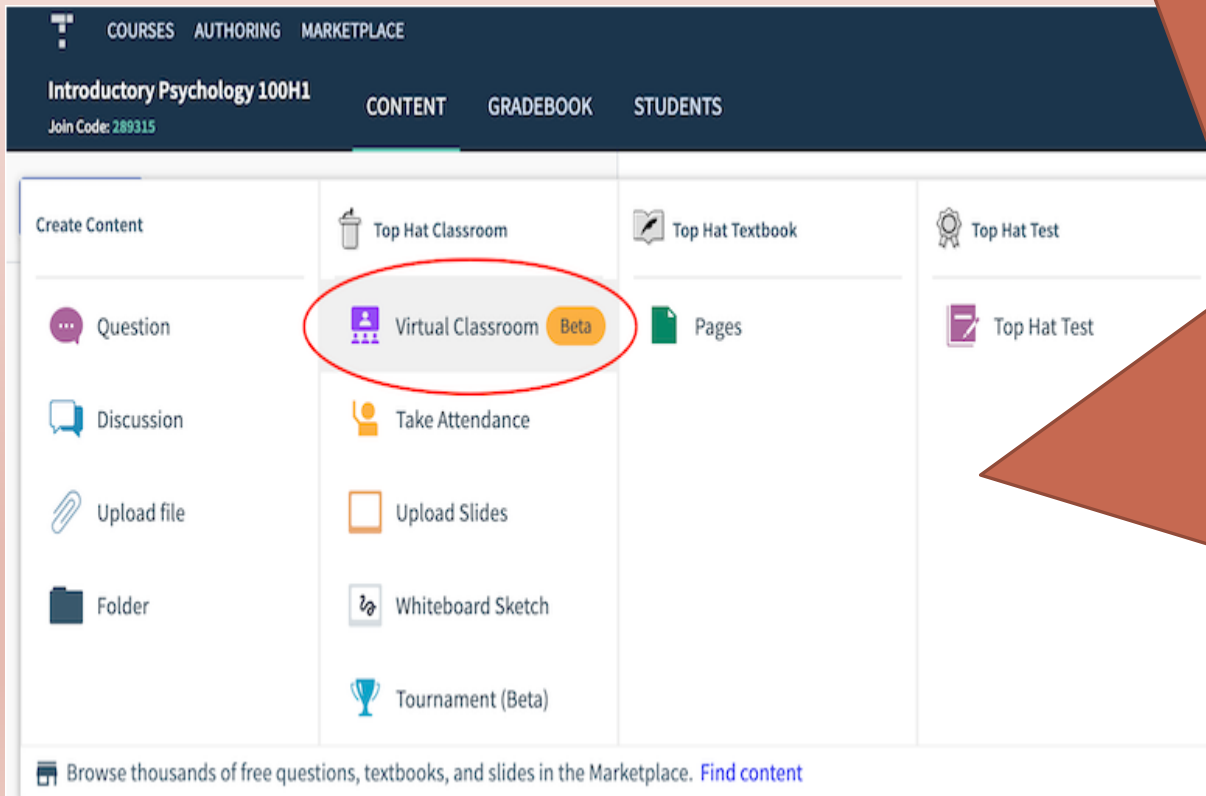 COURSES AUTHORING MARKETPLACE
Introductory Psychology 100H1
Join Code: 289315
CONTENT GRADEBOOK STUDENTS
Create Content
Question
Discussion
Upload file
Folder
Top Hat Classroom
Virtual Classroom Beta
Take Attendance
Upload Slides
Whiteboard Sketch
Tournament (Beta)
Top Hat Textbook
Pages
Top Hat Test
Top Hat Test
Browse thousands of free questions, textbooks, and slides in the Marketplace. Find content